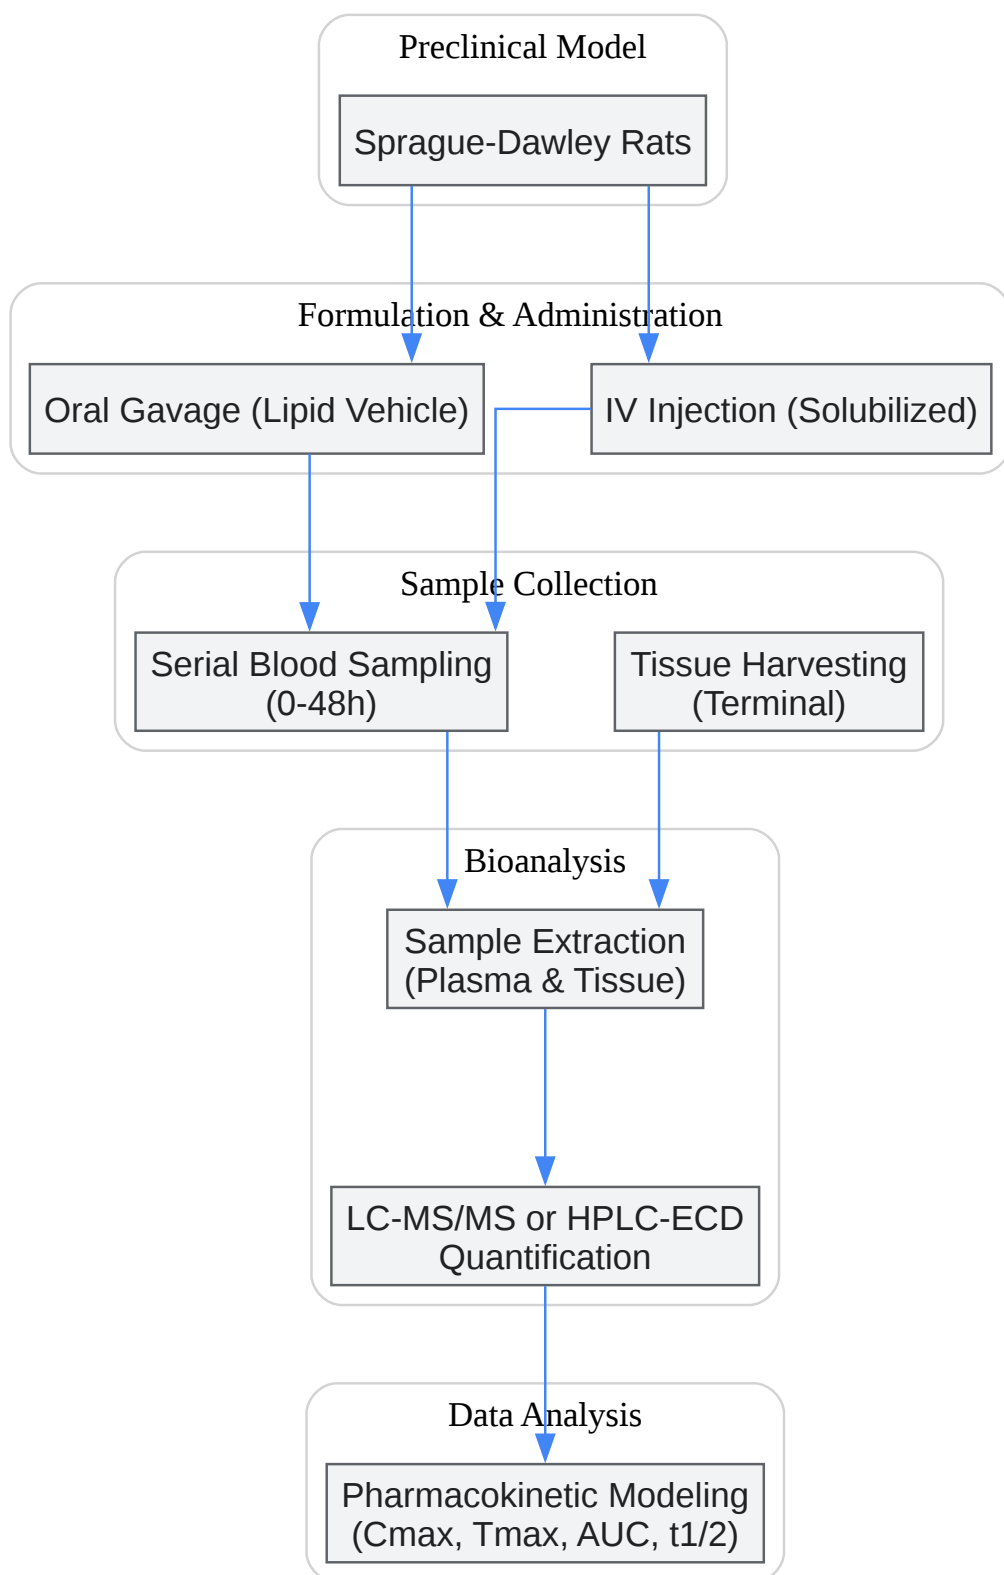 Preclinical Model
Sprague-Dawley Rats
Formulation & Administration
Oral Gavage (Lipid Vehicle)
IV Injection (Solubilized)
Sample Collection
Serial Blood Sampling
(0-48h)
Tissue Harvesting
(Terminal)
Bioanalysis
Sample Extraction
(Plasma & Tissue)
LC-MS/MS or HPLC-ECD
Quantification
Data Analysis
Pharmacokinetic Modeling
(Cmax, Tmax, AUC, t1/2)